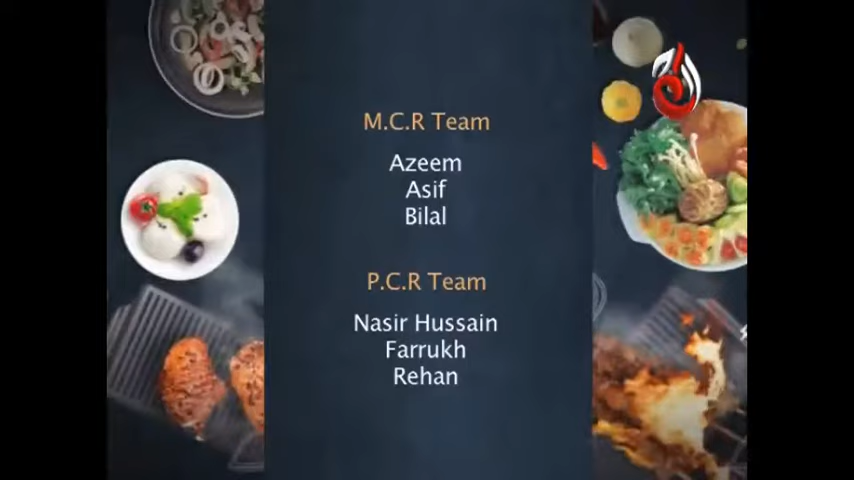 M.C.R Team
Azeem
Asif
Bilal
P.C.R Team
Nasir Hussain
Farrukh
Rehan